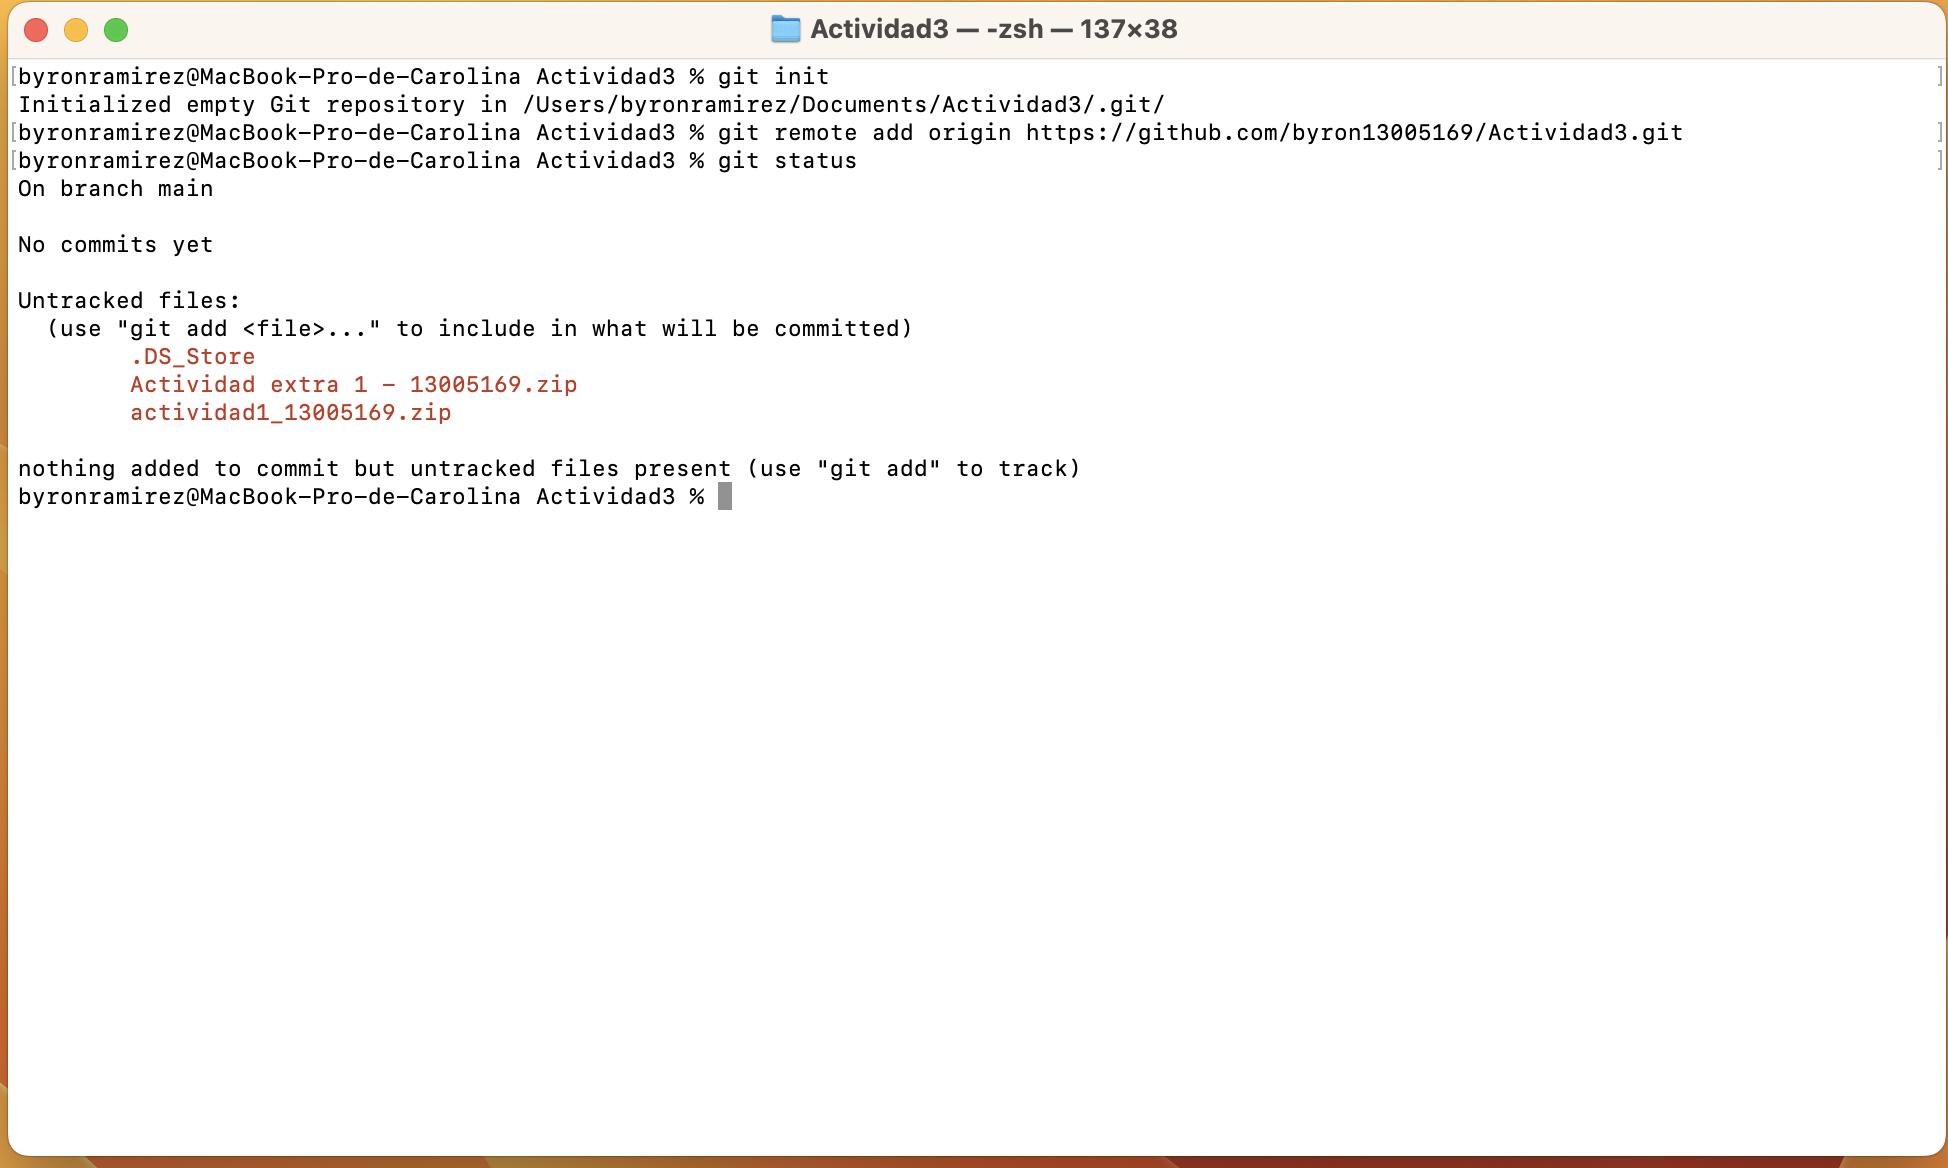 Actividad3 — -zsh — 137×38
[byronramirez@MacBook-Pro-de-Carolina Actividad3 % git init ]
Initialized empty Git repository in /Users/byronramirez/Documents/Actividad3/.git/
[byronramirez@MacBook-Pro-de-Carolina Actividad3 % git remote add origin https://github.com/byron13005169/Actividad3.git ]
[byronramirez@MacBook-Pro-de-Carolina Actividad3 % git status ]
On branch main
No commits yet
Untracked files:
(use "git add <file>..." to include in what will be committed)
.DS_Store
Actividad extra 1 - 13005169.zip
actividad1_13005169.zip
nothing added to commit but untracked files present (use "git add" to track)
byronramirez@MacBook-Pro-de-Carolina Actividad3 %